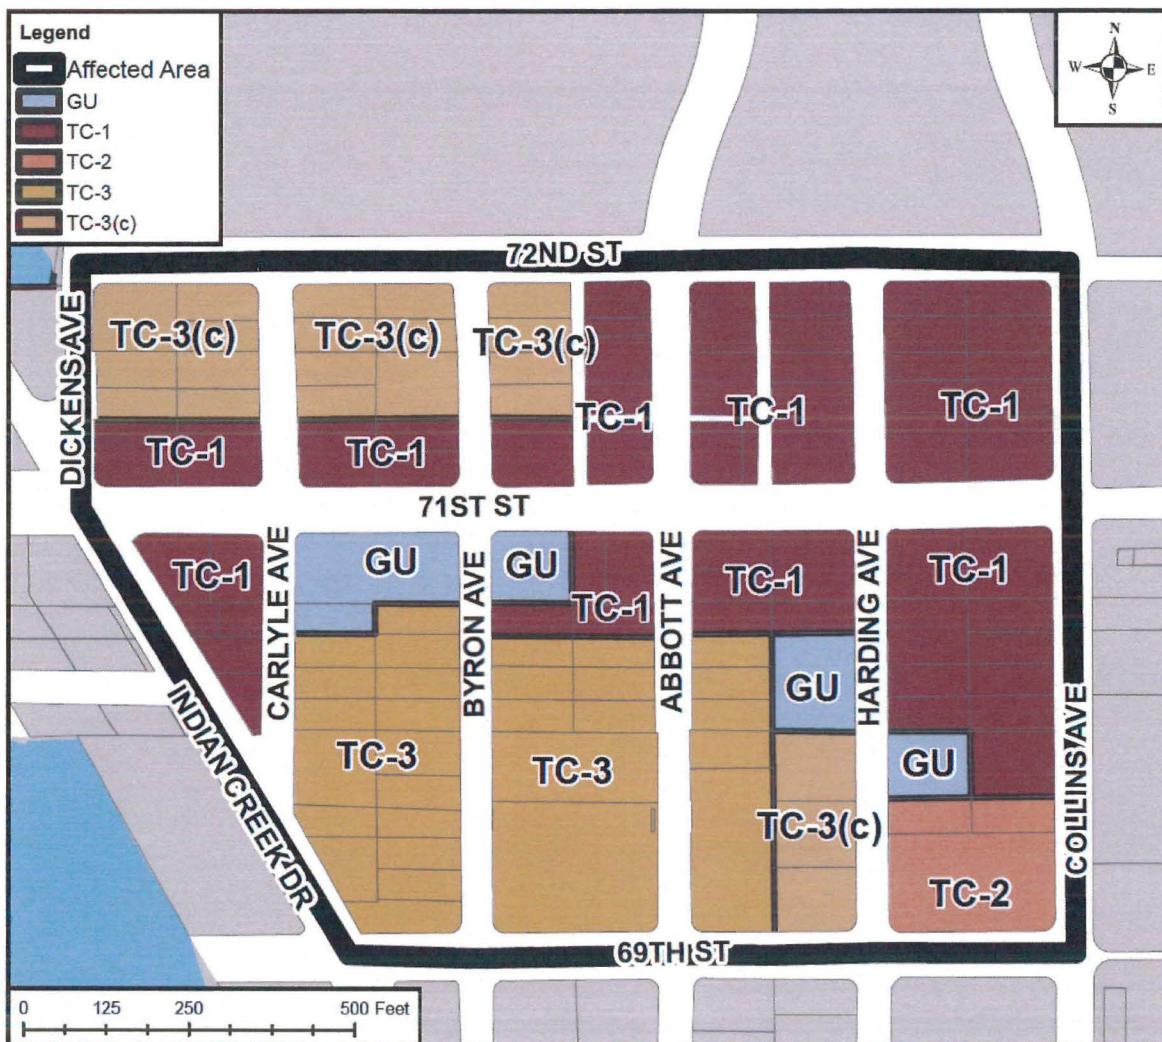 Legend
Affected Area
GU
TC-1
TC-2
TC-3
TC-3(c)
N
W E
S
72ND ST
DICKENS AVE
TC-3(c)
TC-3(c)
TC-3(c)
TC-1
TC-1
TC-1
TC-1
TC-1
71ST ST
TC-1
CARLYLE AVE
GU
BYRON AVE
GU
TC-1
ABBOTT AVE
TC-1
HARDING AVE
TC-1
GU
INDIAN CREEK DR
TC-3
TC-3
GU
TC-3(c)
COLLINS AVE
TC-2
69TH ST
0 125 250 500 Feet